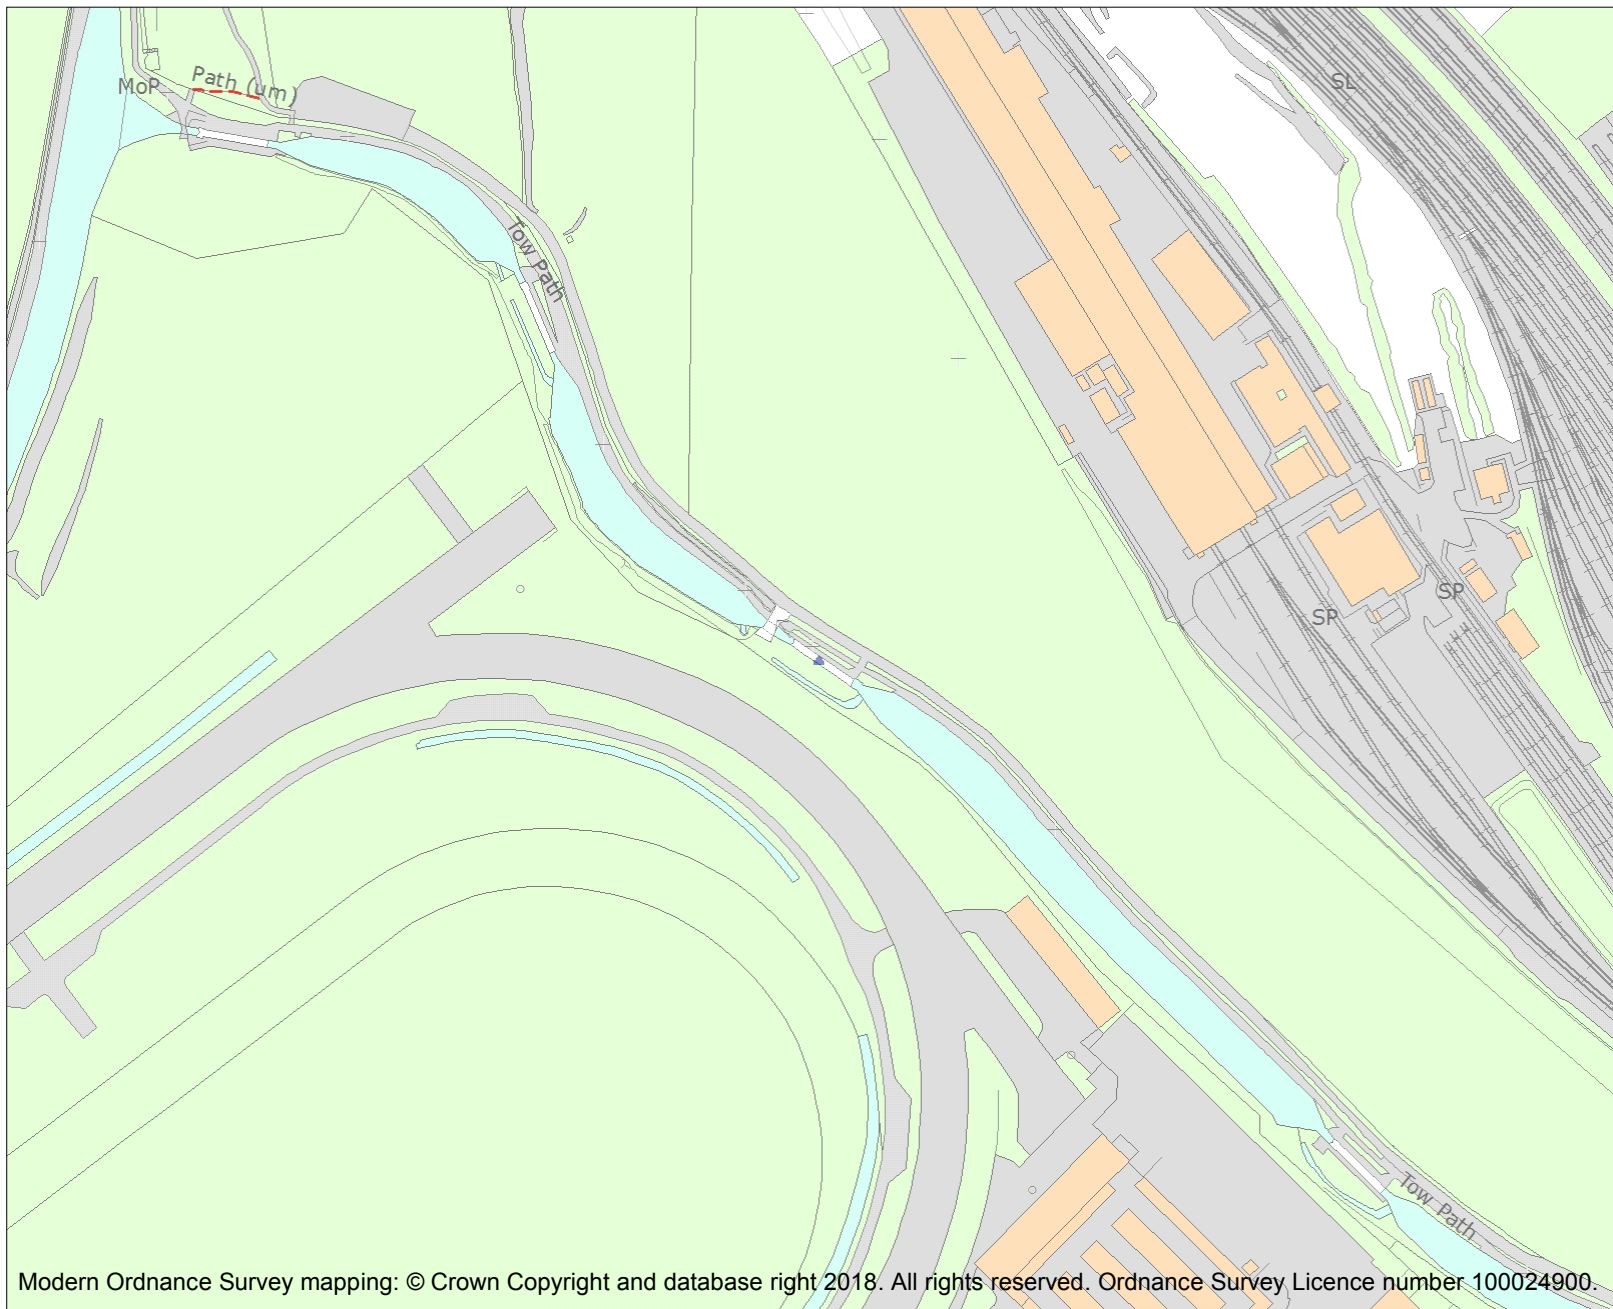 SL
MoP
Path (um)
Tow Path
SP
SP
Tow Path
Modern Ordnance Survey mapping: © Crown Copyright and database right 2018. All rights reserved. Ordnance Survey Licence number 100024900.